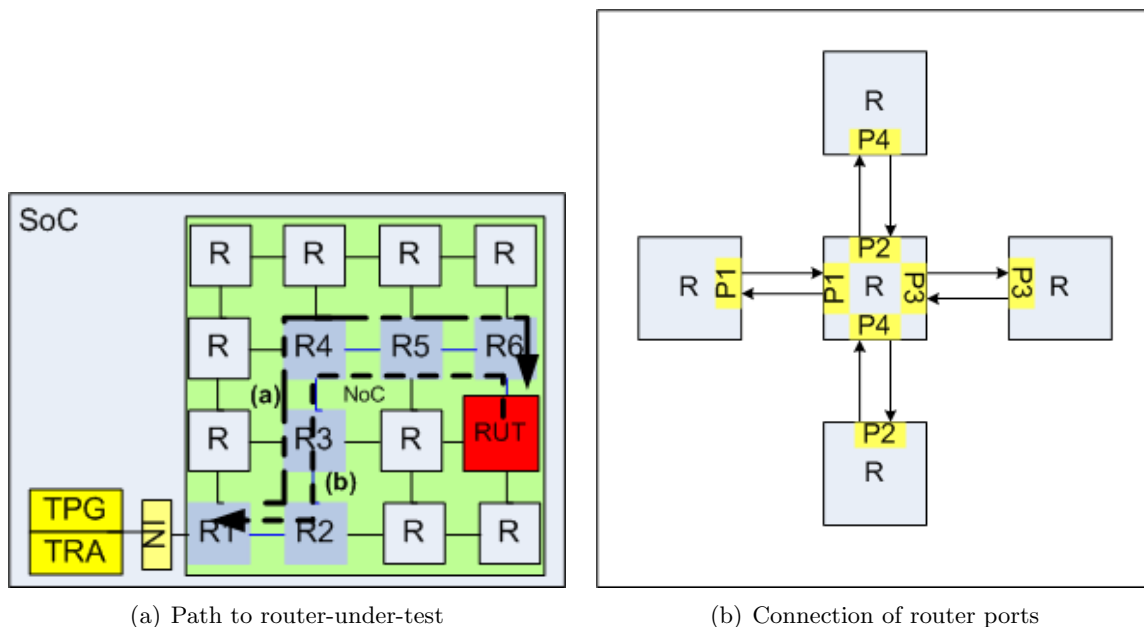 SoC
R R R R
R R4 R5 R6
(a) NoC
R R3 R RUT
(b)
TPG
TRA
NI
R1 R2 R R
(a) Path to router-under-test
R
P4
P2
R P1 P1 R P3 P3 R
P4
P2
R
(b) Connection of router ports